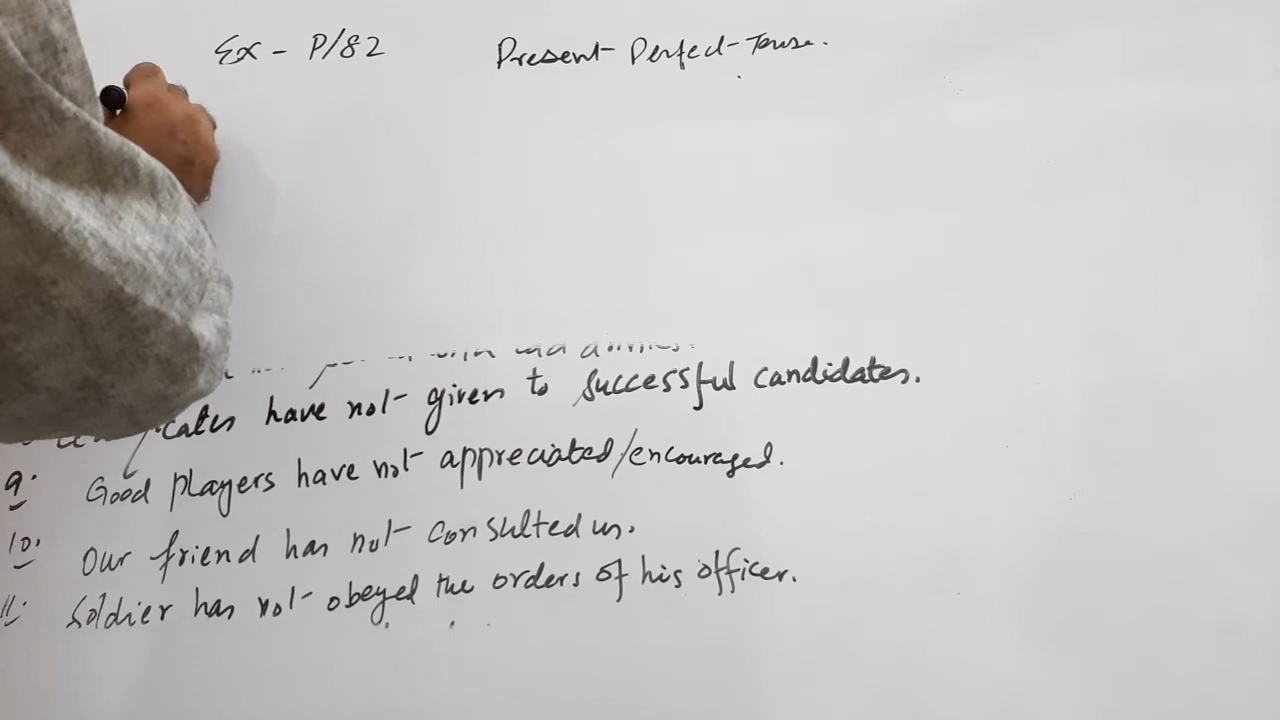 Ex - P/82 Present Perfect Tense.
have not given to successful candidates.
9. Good players have not appreciated/encouraged.
10. Our friend has not consulted us.
11. Soldier has not obeyed the orders of his officer.